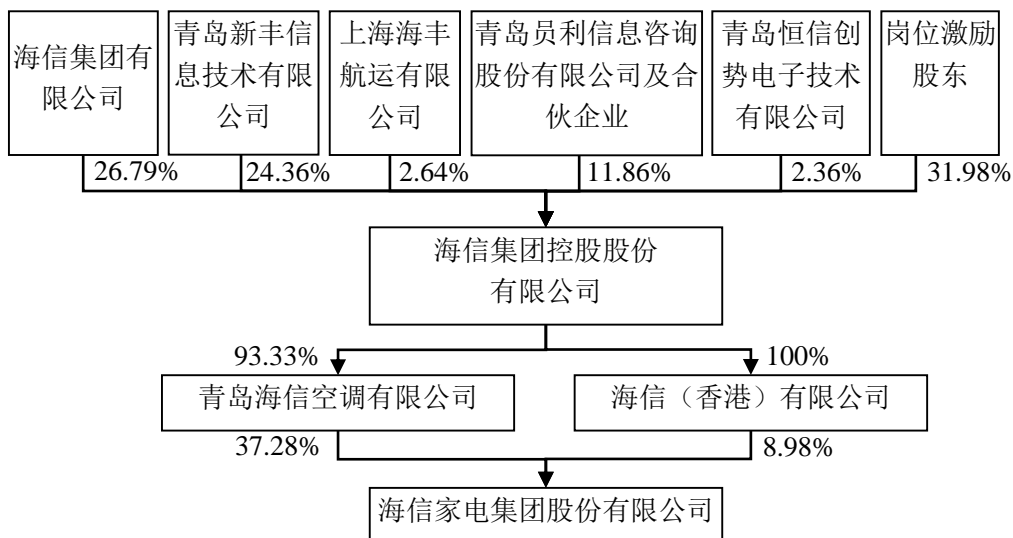 海信集团有
限公司
青岛新丰信
息技术有限
公司
上海海丰
航运有限
公司
青岛员利信息咨询
股份有限公司及合
伙企业
青岛恒信创
势电子技术
有限公司
岗位激励
股东
26.79%
24.36%
2.64%
11.86%
2.36%
31.98%
海信集团控股股份
有限公司
93.33%
100%
青岛海信空调有限公司
海信（香港）有限公司
37.28%
8.98%
海信家电集团股份有限公司